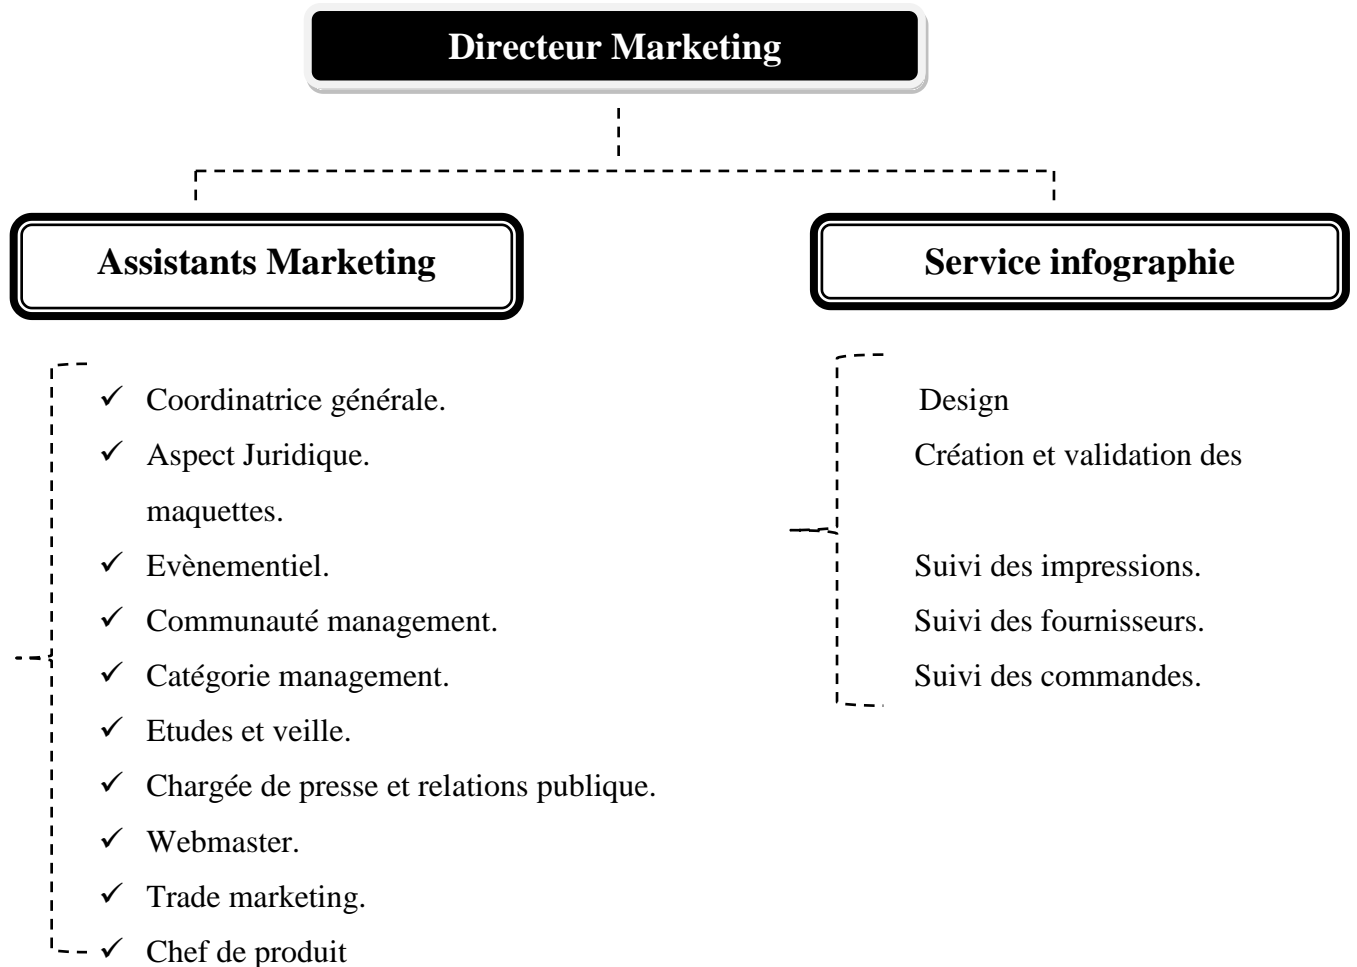 Directeur Marketing
Assistants Marketing
Service infographie
✓ Coordinatrice générale.
✓ Aspect Juridique.
maquettes.
✓ Evènementiel.
✓ Communauté management.
✓ Catégorie management.
✓ Etudes et veille.
✓ Chargée de presse et relations publique.
✓ Webmaster.
✓ Trade marketing.
✓ Chef de produit
Design
Création et validation des
Suivi des impressions.
Suivi des fournisseurs.
Suivi des commandes.